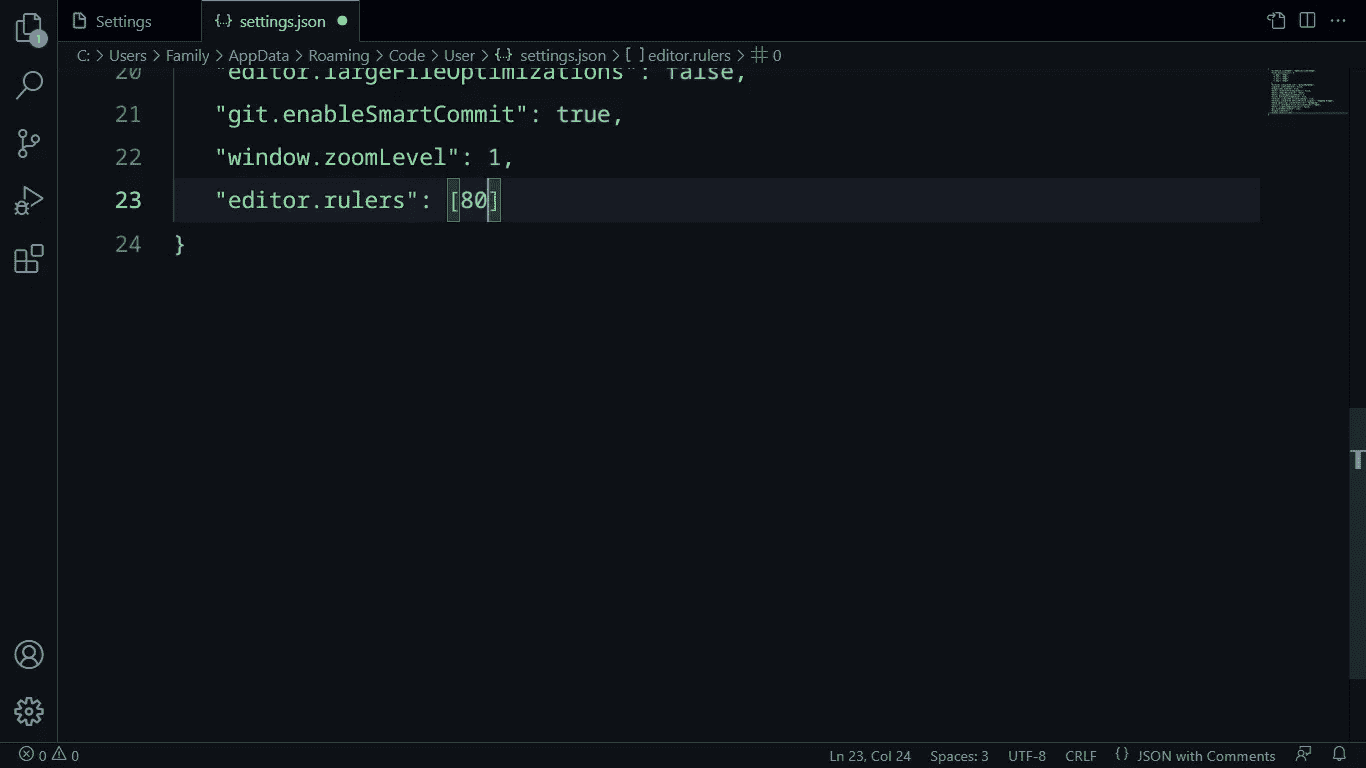 Settings
{..} settings.json
1
C: > Users > Family > AppData > Roaming > Code > User > {..} settings.json > [ ] editor.rulers > # 0
20 "editor.largeFileOptimizations": false,
21 "git.enableSmartCommit": true,
22 "window.zoomLevel": 1,
23 "editor.rulers": [80]
24 }
0 0
Ln 23, Col 24 Spaces: 3 UTF-8 CRLF {} JSON with Comments